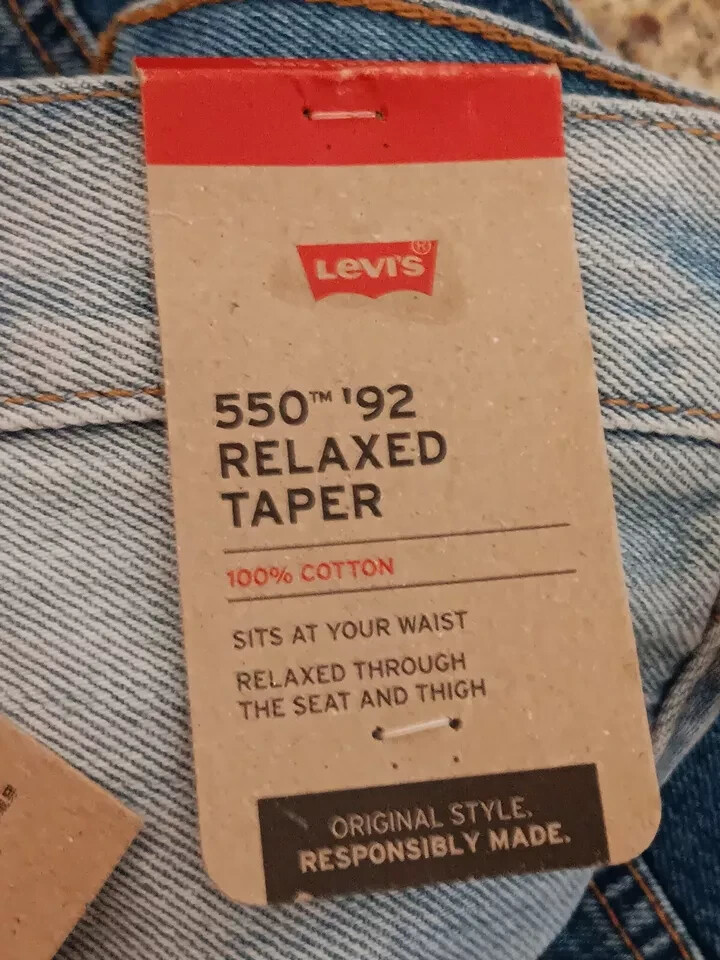 Levi's®
550™ '92
RELAXED
TAPER
100% COTTON
SITS AT YOUR WAIST
RELAXED THROUGH
THE SEAT AND THIGH
ORIGINAL STYLE.
RESPONSIBLY MADE.